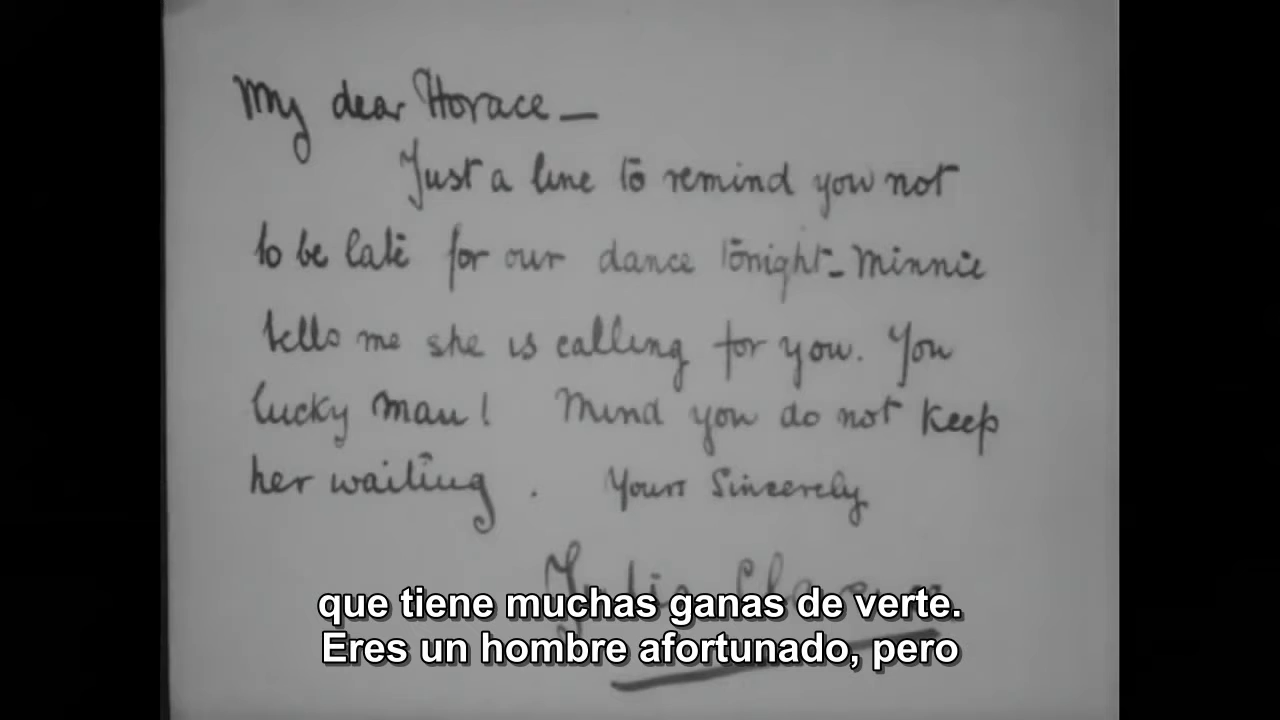 My dear Horace —
Just a line to remind you not
to be late for our dance tonight - Minnie
tells me she is calling for you. You
lucky man! Mind you do not keep
her waiting. Yours Sincerely
que tiene muchas ganas de verte.
Eres un hombre afortunado, pero